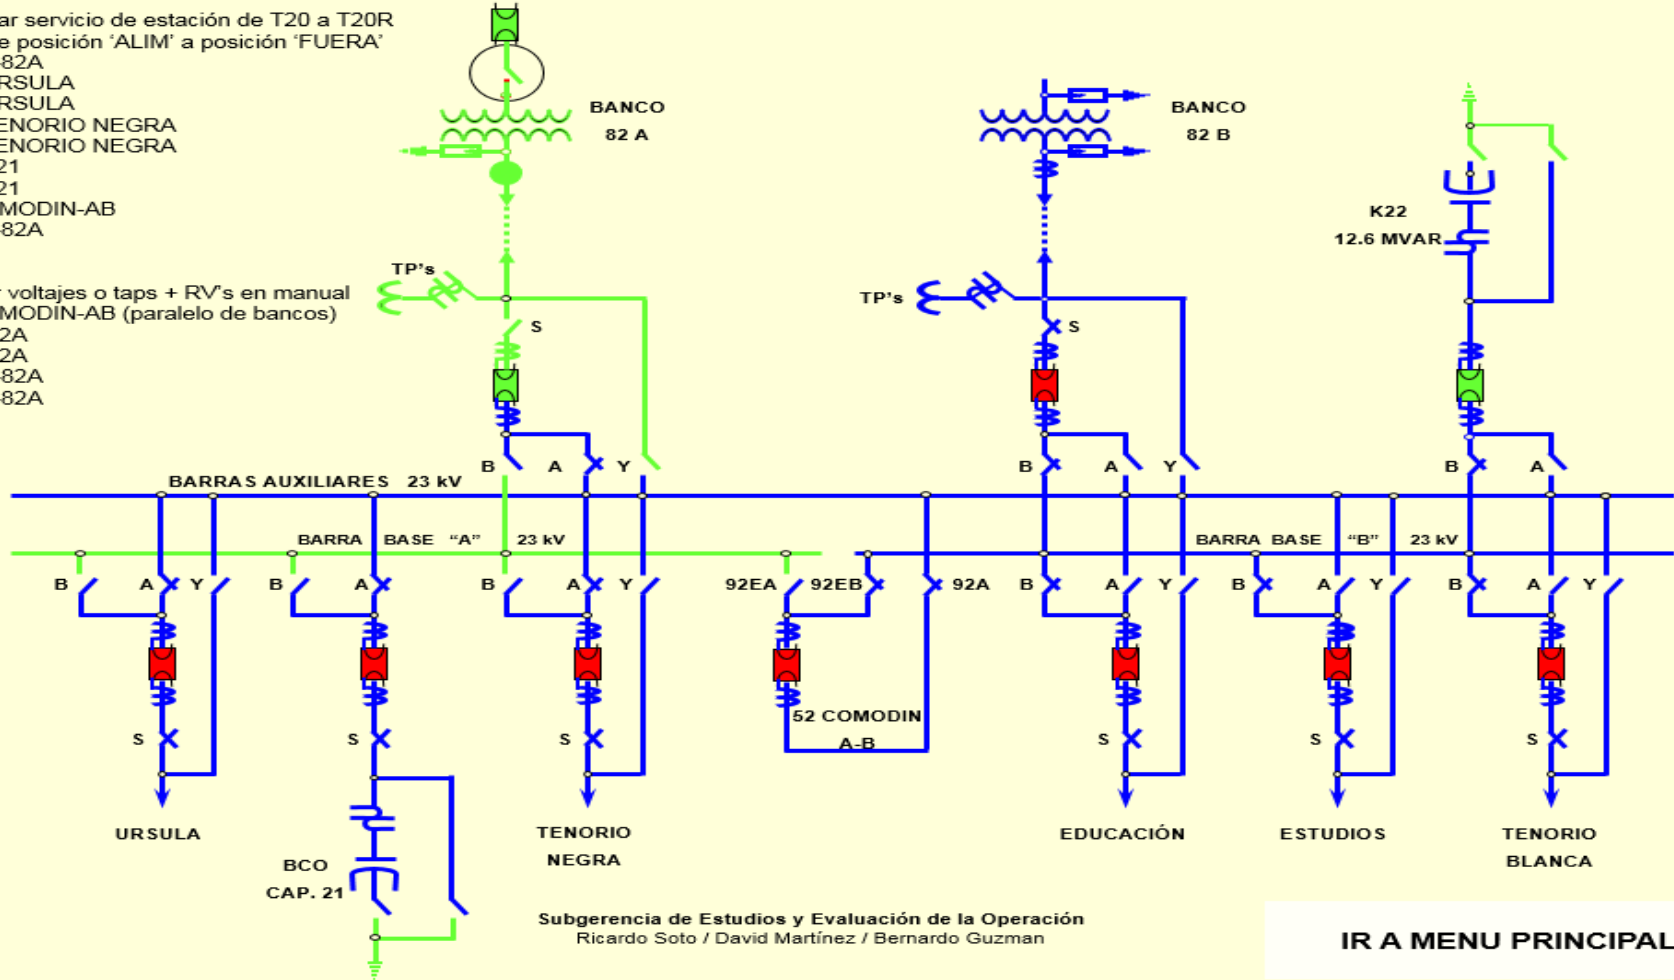 ar servicio de estación de T20 a T20R
e posición ‘ALIM’ a posición ‘FUERA’
-82A
RSULA
RSULA
ENORIO NEGRA
ENORIO NEGRA
21
21
MODIN-AB
-82A
r voltajes o taps + RV's en manual
MODIN-AB (paralelo de bancos)
2A
2A
-82A
-82A
BANCO
82 A
BANCO
82 B
K22
12.6 MVAR
TP's
TP's
S
S
B A Y
B A Y
B A
BARRAS AUXILIARES 23 kV
BARRA BASE “A” 23 kV
BARRA BASE “B” 23 kV
B A Y B A B A Y 92EA 92EB 92A B A Y B A Y B A Y
52 COMODIN
A-B
S S S S S S
URSULA
BCO
CAP. 21
TENORIO
NEGRA
EDUCACIÓN
ESTUDIOS
TENORIO
BLANCA
Subgerencia de Estudios y Evaluación de la Operación
Ricardo Soto / David Martínez / Bernardo Guzman
IR A MENU PRINCIPAL